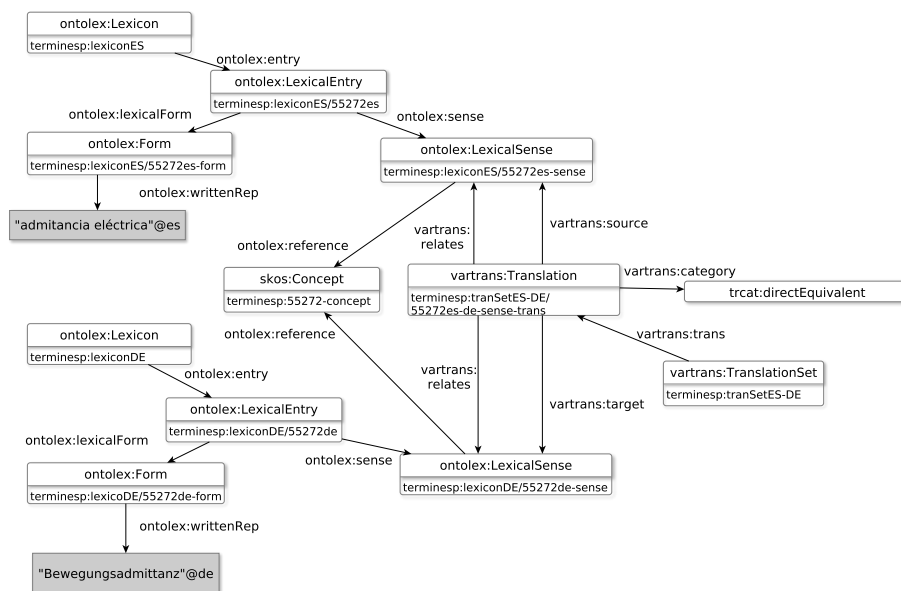 ontolex:Lexicon
terminesp:lexiconES
ontolex:entry
ontolex:LexicalEntry
terminesp:lexiconES/55272es
ontolex:lexicalForm
ontolex:sense
ontolex:Form
terminesp:lexiconES/55272es-form
ontolex:LexicalSense
terminesp:lexiconES/55272es-sense
ontolex:writtenRep
"admitancia eléctrica"@es
vartrans:
relates
vartrans:source
ontolex:reference
skos:Concept
terminesp:55272-concept
vartrans:Translation
terminesp:tranSetES-DE/
55272es-de-sense-trans
vartrans:category
trcat:directEquivalent
ontolex:reference
vartrans:trans
ontolex:Lexicon
terminesp:lexiconDE
ontolex:entry
vartrans:
relates
vartrans:TranslationSet
terminesp:tranSetES-DE
vartrans:target
ontolex:LexicalEntry
terminesp:lexiconDE/55272de
ontolex:lexicalForm
ontolex:sense
ontolex:Form
terminesp:lexicoDE/55272de-form
ontolex:LexicalSense
terminesp:lexiconDE/55272de-sense
ontolex:writtenRep
"Bewegungsadmittanz"@de